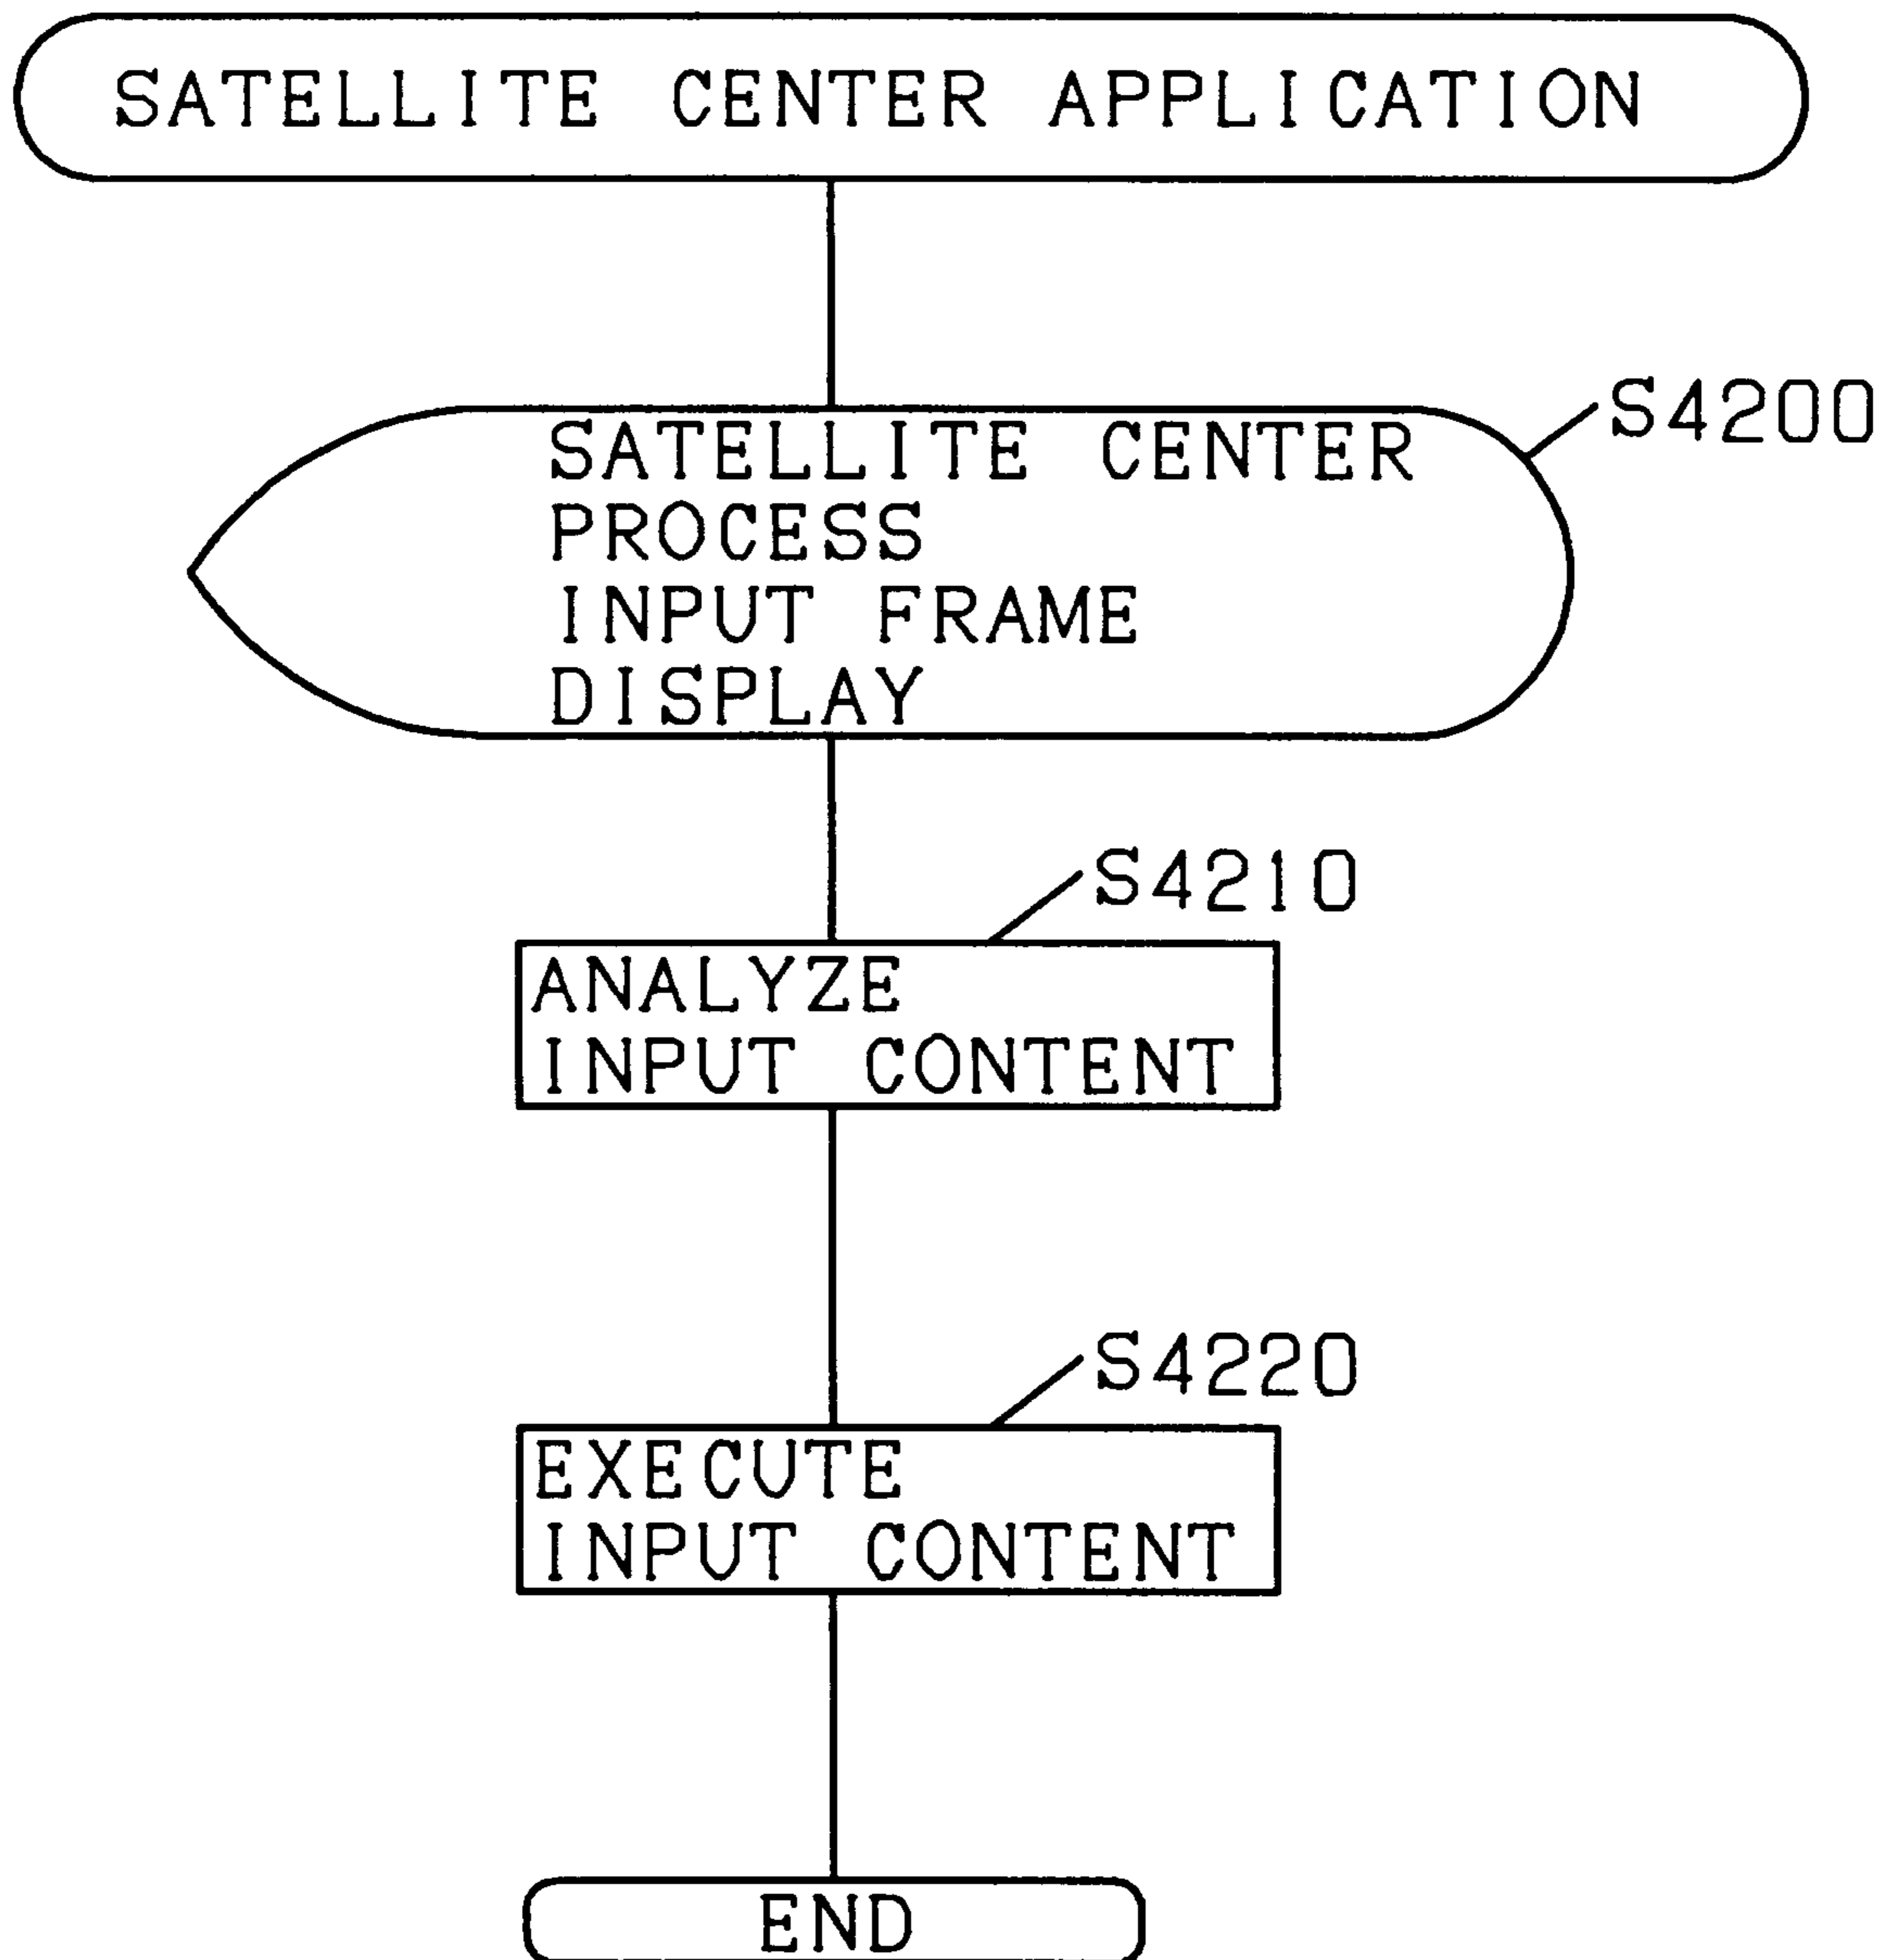 SATELLITE CENTER APPLICATION
S4200
SATELLITE CENTER
PROCESS
INPUT FRAME
DISPLAY
S4210
ANALYZE
INPUT CONTENT
S4220
EXECUTE
INPUT CONTENT
END